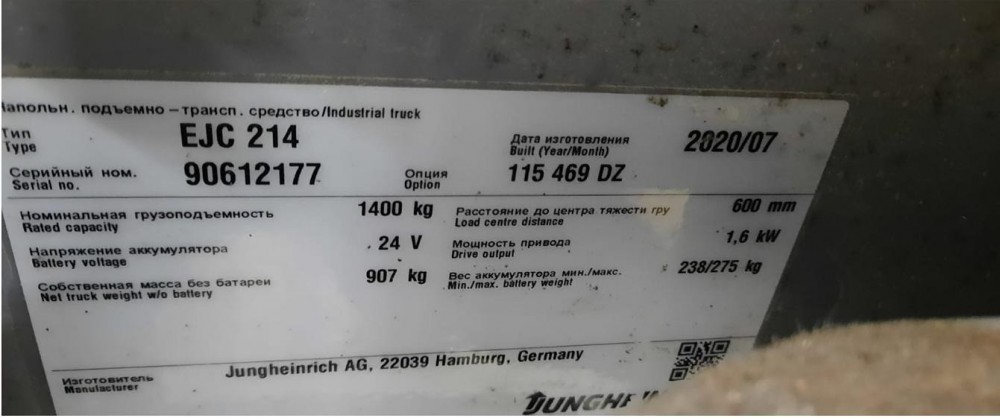 Напольн. подъемно – трансп. средство/Industrial truck
Тип EJC 214 Дата изготовления 2020/07
Type Built (Year/Month)
Серийный ном. 90612177 Опция 115 469 DZ
Serial no. Option
Номинальная грузоподъемность 1400 kg Расстояние до центра тяжести гру 600 mm
Rated capacity Load centre distance
Напряжение аккумулятора 24 V Мощность привода 1,6 kW
Battery voltage Drive output
Собственная масса без батареи 907 kg Вес аккумулятора мин./макс. 238/275 kg
Net truck weight w/o battery Min./max. battery weight
Изготовитель Jungheinrich AG, 22039 Hamburg, Germany
Manufacturer